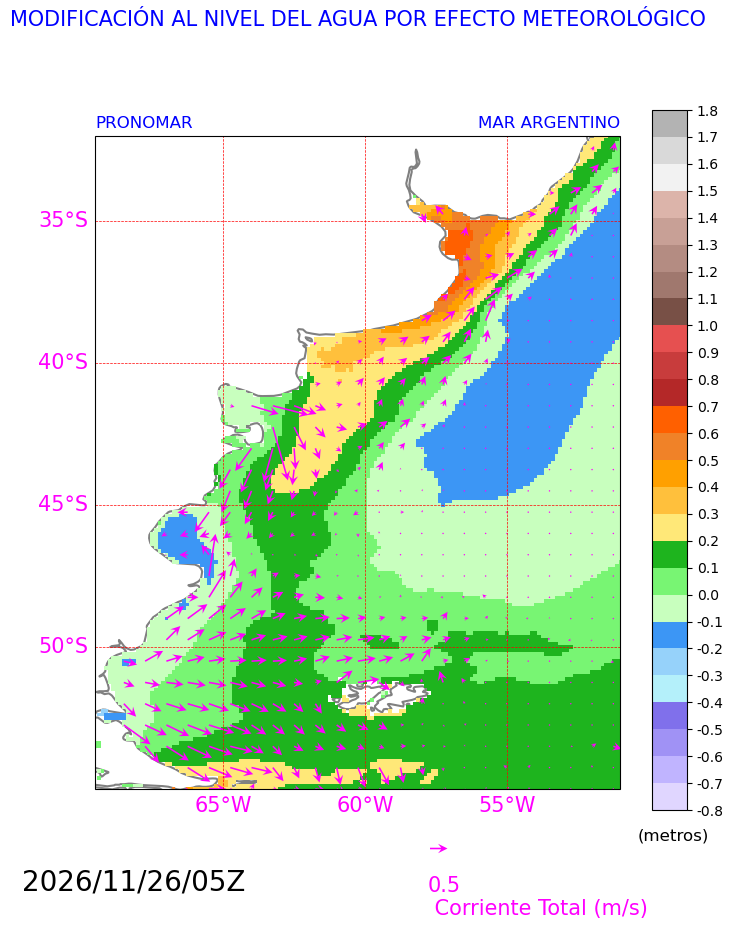 MODIFICACIÓN AL NIVEL DEL AGUA POR EFECTO METEOROLÓGICO
PRONOMAR
MAR ARGENTINO
35°S
40°S
45°S
50°S
65°W
60°W
55°W
1.8
1.7
1.6
1.5
1.4
1.3
1.2
1.1
1.0
0.9
0.8
0.7
0.6
0.5
0.4
0.3
0.2
0.1
0.0
-0.1
-0.2
-0.3
-0.4
-0.5
-0.6
-0.7
-0.8
(metros)
2026/11/26/05Z
0.5
Corriente Total (m/s)